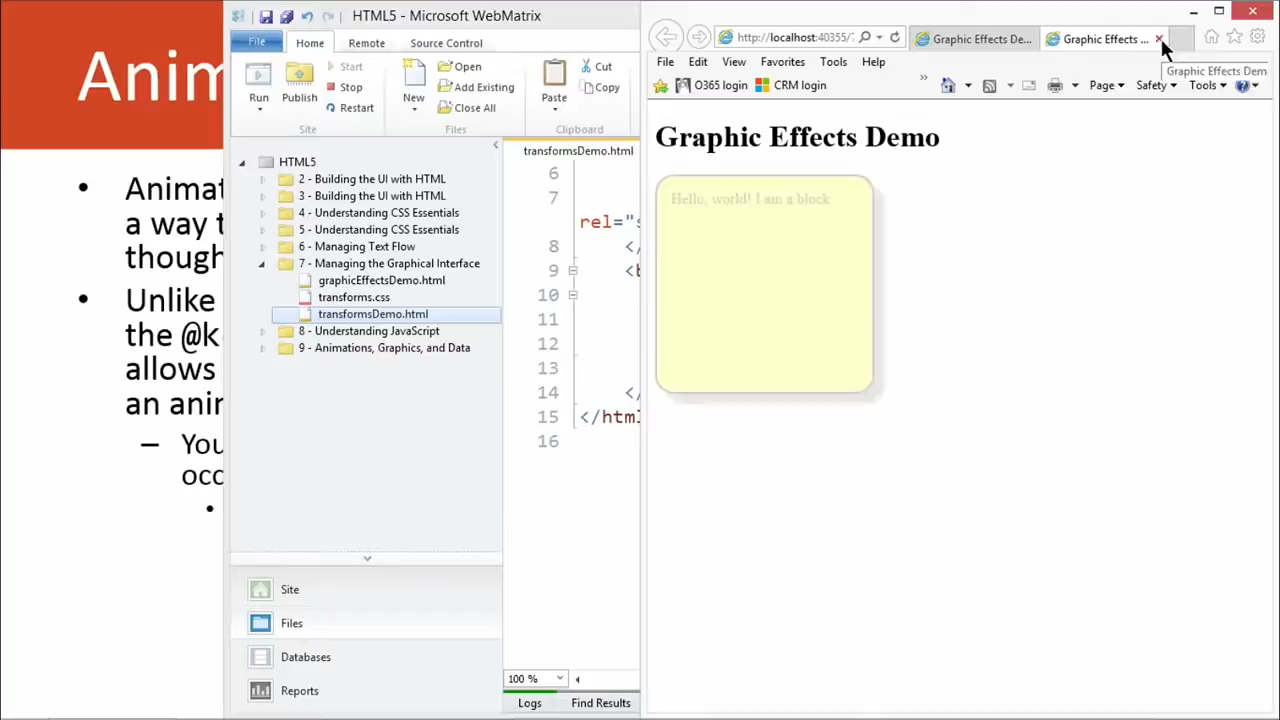 Anim
Animat
a way t
though
Unlike
the @k
allows
an anir
You
occ
HTML5 - Microsoft WebMatrix
File
Home
Remote
Source Control
Run
Publish
Start
Stop
Restart
Site
New
Open
Add Existing
Close All
Files
Paste
Cut
Copy
Clipboard
HTML5
2 - Building the UI with HTML
3 - Building the UI with HTML
4 - Understanding CSS Essentials
5 - Understanding CSS Essentials
6 - Managing Text Flow
7 - Managing the Graphical Interface
graphicEffectsDemo.html
transforms.css
transformsDemo.html
8 - Understanding JavaScript
9 - Animations, Graphics, and Data
Site
Files
Databases
Reports
transformsDemo.html
6
7
rel="s
8 </
9 <b
10
11
12
13
14 </
15 </html
16
100 %
Logs
Find Results
http://localhost:40355/
Graphic Effects De...
Graphic Effects ...
Graphic Effects Dem
File
Edit
View
Favorites
Tools
Help
O365 login
CRM login
Page
Safety
Tools
Graphic Effects Demo
Hello, world! I am a block